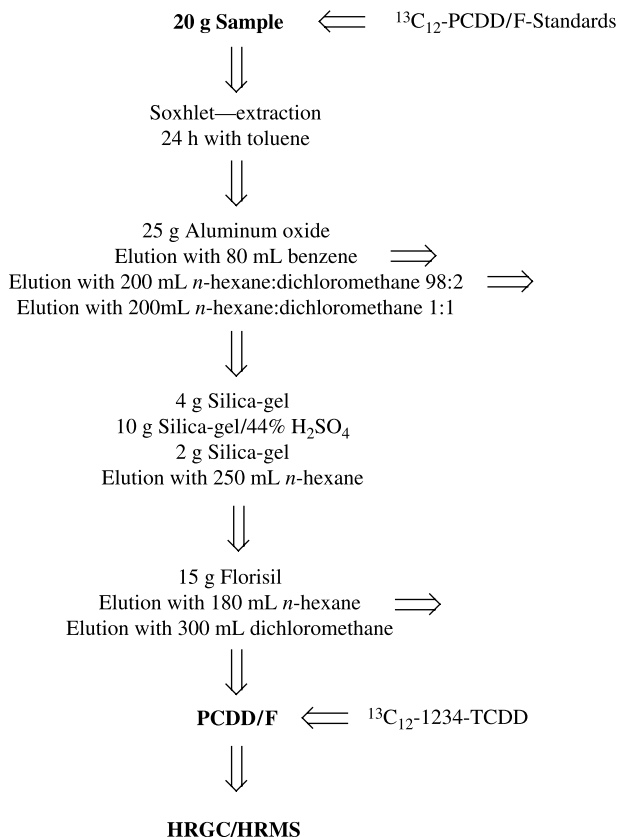 20 g Sample ⇐ ¹³C₁₂-PCDD/F-Standards
Soxhlet—extraction
24 h with toluene
25 g Aluminum oxide
Elution with 80 mL benzene ⇒
Elution with 200 mL n-hexane:dichloromethane 98:2 ⇒
Elution with 200mL n-hexane:dichloromethane 1:1
4 g Silica-gel
10 g Silica-gel/44% H₂SO₄
2 g Silica-gel
Elution with 250 mL n-hexane
15 g Florisil
Elution with 180 mL n-hexane ⇒
Elution with 300 mL dichloromethane
PCDD/F ⇐ ¹³C₁₂-1234-TCDD
HRGC/HRMS